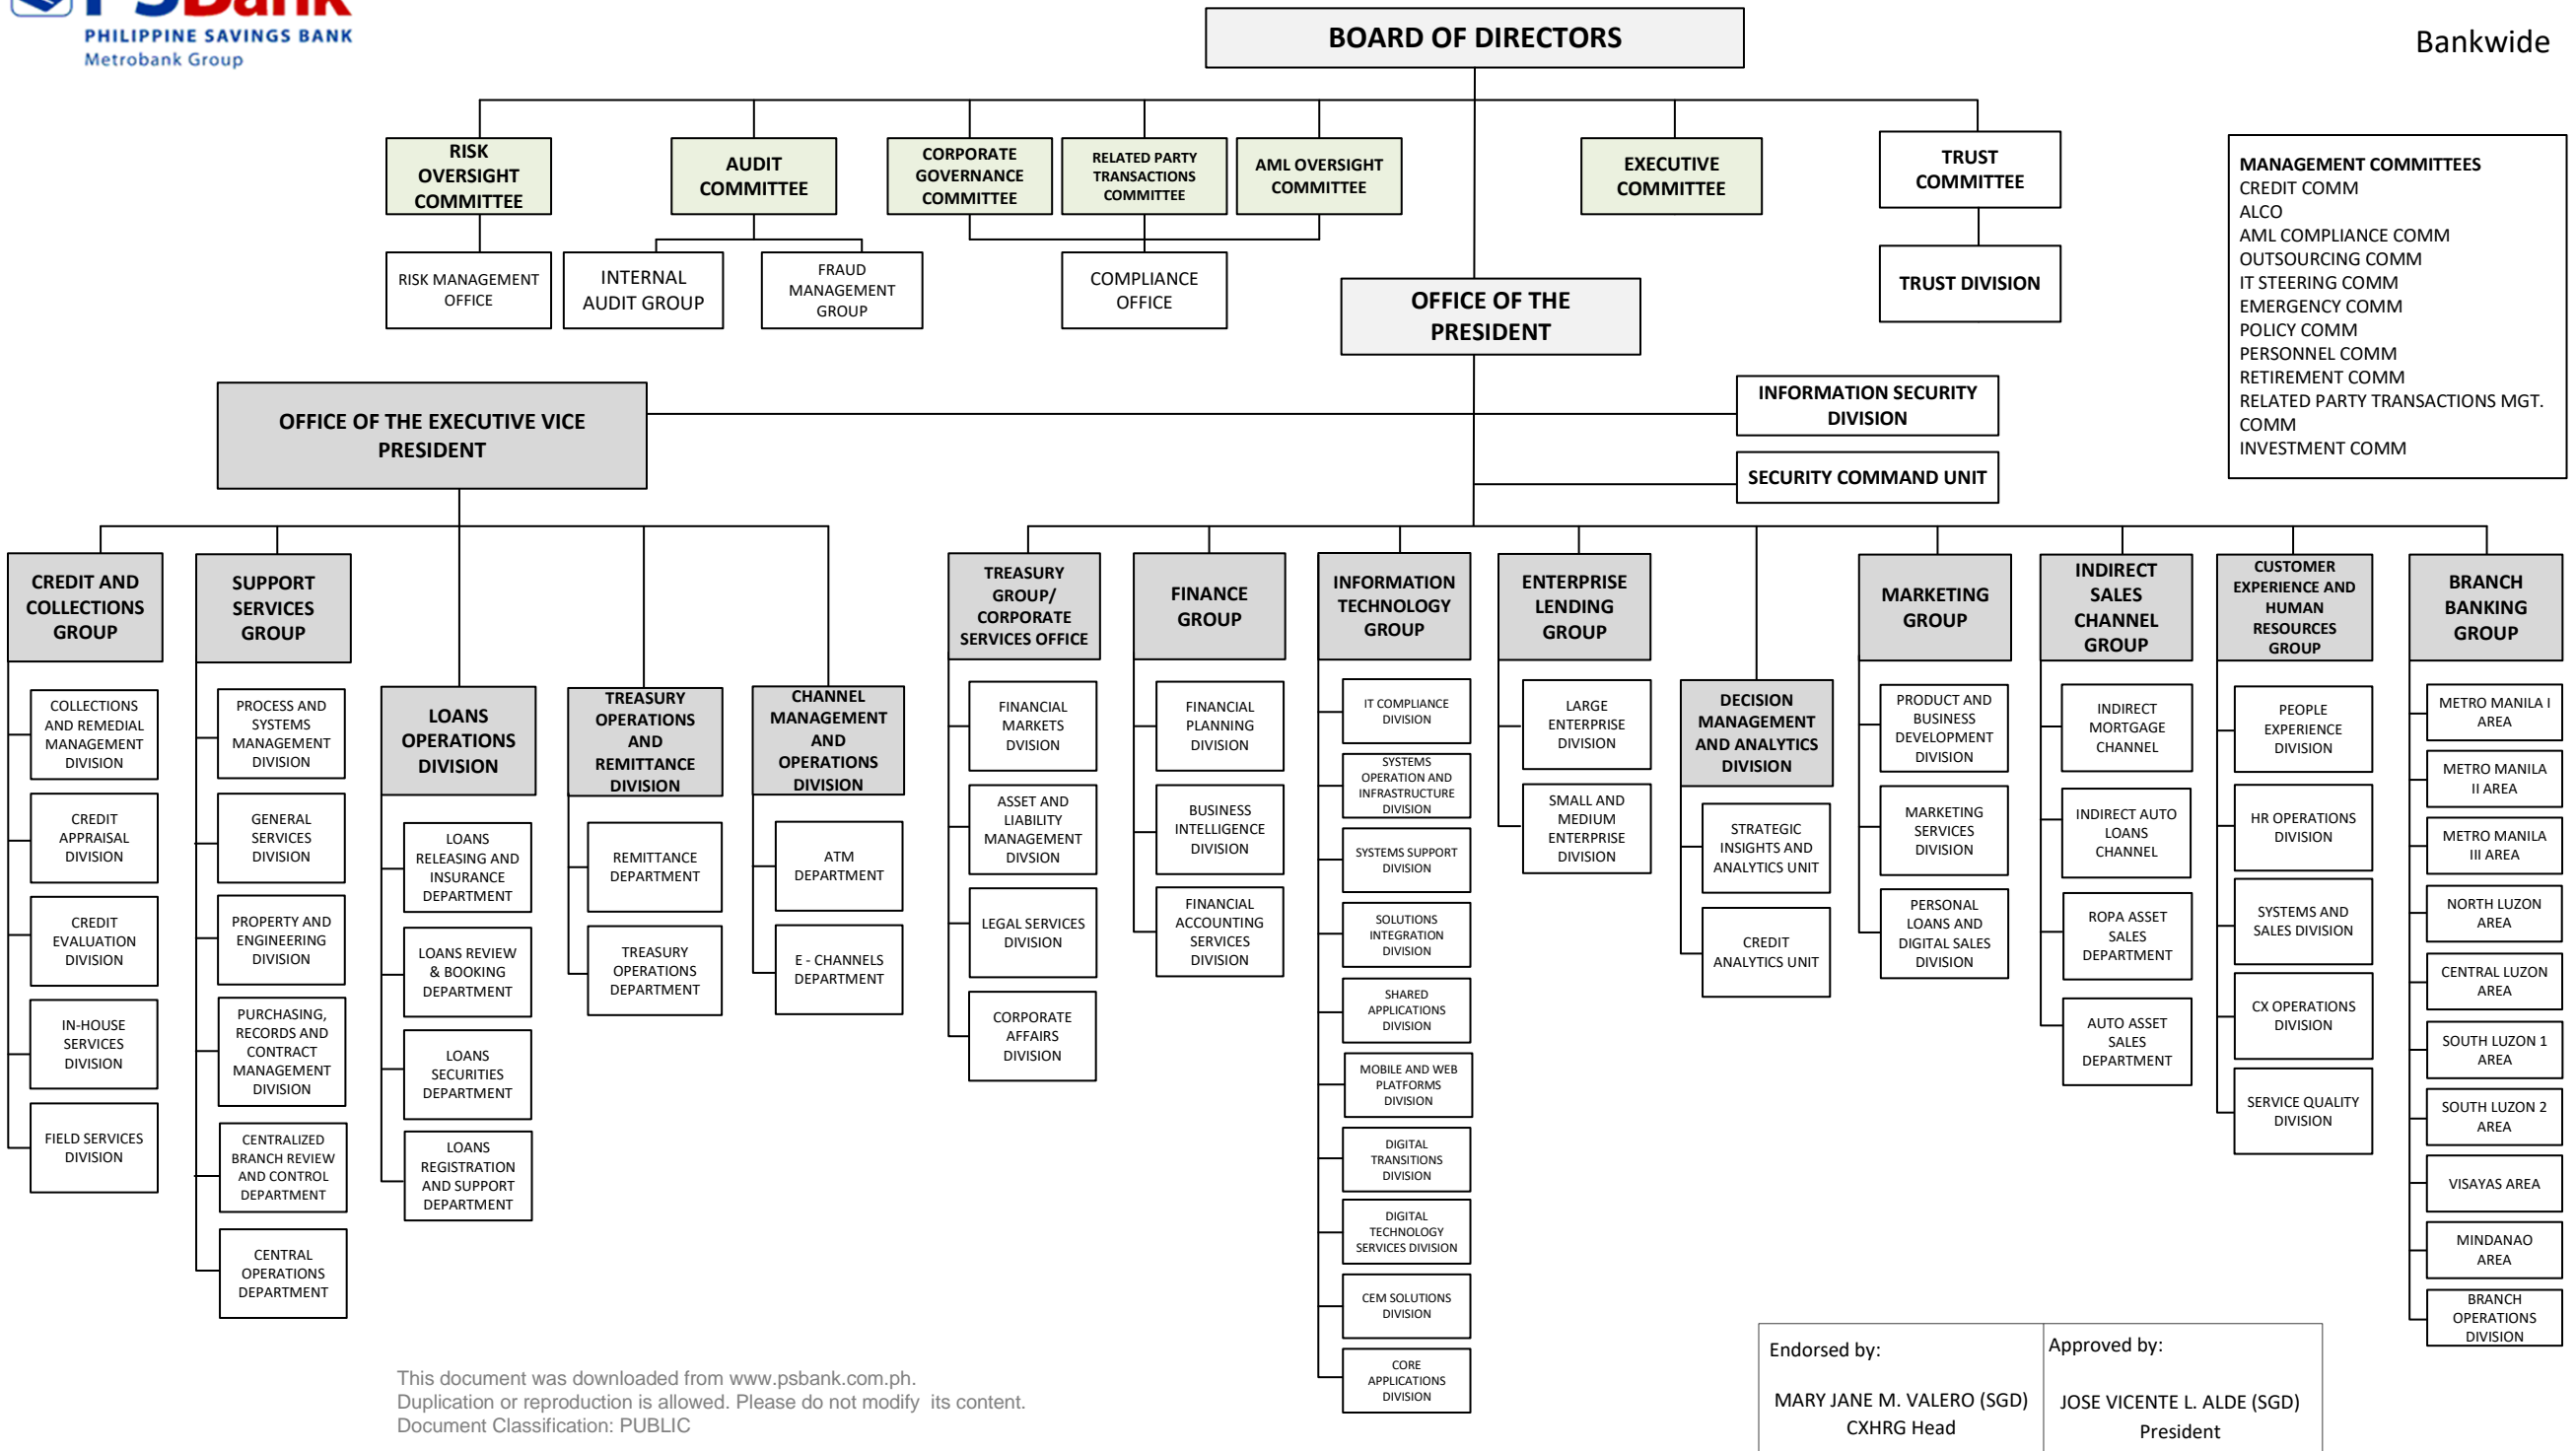 PSBank
PHILIPPINE SAVINGS BANK
Metrobank Group
BOARD OF DIRECTORS
Bankwide
RISK
OVERSIGHT
COMMITTEE
AUDIT
COMMITTEE
CORPORATE
GOVERNANCE
COMMITTEE
RELATED PARTY
TRANSACTIONS
COMMITTEE
AML OVERSIGHT
COMMITTEE
EXECUTIVE
COMMITTEE
TRUST
COMMITTEE
MANAGEMENT COMMITTEES
CREDIT COMM
ALCO
AML COMPLIANCE COMM
OUTSOURCING COMM
IT STEERING COMM
EMERGENCY COMM
POLICY COMM
PERSONNEL COMM
RETIREMENT COMM
RELATED PARTY TRANSACTIONS MGT.
COMM
INVESTMENT COMM
RISK MANAGEMENT
OFFICE
INTERNAL
AUDIT GROUP
FRAUD
MANAGEMENT
GROUP
COMPLIANCE
OFFICE
TRUST DIVISION
OFFICE OF THE
PRESIDENT
OFFICE OF THE EXECUTIVE VICE
PRESIDENT
INFORMATION SECURITY
DIVISION
SECURITY COMMAND UNIT
CREDIT AND
COLLECTIONS
GROUP
COLLECTIONS
AND REMEDIAL
MANAGEMENT
DIVISION
CREDIT
APPRAISAL
DIVISION
CREDIT
EVALUATION
DIVISION
IN-HOUSE
SERVICES
DIVISION
FIELD SERVICES
DIVISION
SUPPORT
SERVICES
GROUP
PROCESS AND
SYSTEMS
MANAGEMENT
DIVISION
GENERAL
SERVICES
DIVISION
PROPERTY AND
ENGINEERING
DIVISION
PURCHASING,
RECORDS AND
CONTRACT
MANAGEMENT
DIVISION
CENTRALIZED
BRANCH REVIEW
AND CONTROL
DEPARTMENT
CENTRAL
OPERATIONS
DEPARTMENT
LOANS
OPERATIONS
DIVISION
LOANS
RELEASING AND
INSURANCE
DEPARTMENT
LOANS REVIEW
& BOOKING
DEPARTMENT
LOANS
SECURITIES
DEPARTMENT
LOANS
REGISTRATION
AND SUPPORT
DEPARTMENT
TREASURY
OPERATIONS
AND
REMITTANCE
DIVISION
REMITTANCE
DEPARTMENT
TREASURY
OPERATIONS
DEPARTMENT
CHANNEL
MANAGEMENT
AND
OPERATIONS
DIVISION
ATM
DEPARTMENT
E - CHANNELS
DEPARTMENT
TREASURY
GROUP/
CORPORATE
SERVICES OFFICE
FINANCIAL
MARKETS
DIVISION
ASSET AND
LIABILITY
MANAGEMENT
DIVSION
LEGAL SERVICES
DIVISION
CORPORATE
AFFAIRS
DIVISION
FINANCE
GROUP
FINANCIAL
PLANNING
DIVISION
BUSINESS
INTELLIGENCE
DIVISION
FINANCIAL
ACCOUNTING
SERVICES
DIVISION
INFORMATION
TECHNOLOGY
GROUP
IT COMPLIANCE
DIVISION
SYSTEMS
OPERATION AND
INFRASTRUCTURE
DIVISION
SYSTEMS SUPPORT
DIVISION
SOLUTIONS
INTEGRATION
DIVISION
SHARED
APPLICATIONS
DIVISION
MOBILE AND WEB
PLATFORMS
DIVISION
DIGITAL
TRANSITIONS
DIVISION
DIGITAL
TECHNOLOGY
SERVICES DIVISION
CEM SOLUTIONS
DIVISION
CORE
APPLICATIONS
DIVISION
ENTERPRISE
LENDING
GROUP
LARGE
ENTERPRISE
DIVISION
SMALL AND
MEDIUM
ENTERPRISE
DIVISION
DECISION
MANAGEMENT
AND ANALYTICS
DIVISION
STRATEGIC
INSIGHTS AND
ANALYTICS UNIT
CREDIT
ANALYTICS UNIT
MARKETING
GROUP
PRODUCT AND
BUSINESS
DEVELOPMENT
DIVISION
MARKETING
SERVICES
DIVISION
PERSONAL
LOANS AND
DIGITAL SALES
DIVISION
INDIRECT
SALES
CHANNEL
GROUP
INDIRECT
MORTGAGE
CHANNEL
INDIRECT AUTO
LOANS
CHANNEL
ROPA ASSET
SALES
DEPARTMENT
AUTO ASSET
SALES
DEPARTMENT
CUSTOMER
EXPERIENCE AND
HUMAN
RESOURCES
GROUP
PEOPLE
EXPERIENCE
DIVISION
HR OPERATIONS
DIVISION
SYSTEMS AND
SALES DIVISION
CX OPERATIONS
DIVISION
SERVICE QUALITY
DIVISION
BRANCH
BANKING
GROUP
METRO MANILA I
AREA
METRO MANILA
II AREA
METRO MANILA
III AREA
NORTH LUZON
AREA
CENTRAL LUZON
AREA
SOUTH LUZON 1
AREA
SOUTH LUZON 2
AREA
VISAYAS AREA
MINDANAO
AREA
BRANCH
OPERATIONS
DIVISION
This document was downloaded from www.psbank.com.ph.
Duplication or reproduction is allowed. Please do not modify its content.
Document Classification: PUBLIC
Endorsed by:
MARY JANE M. VALERO (SGD)
CXHRG Head
Approved by:
JOSE VICENTE L. ALDE (SGD)
President